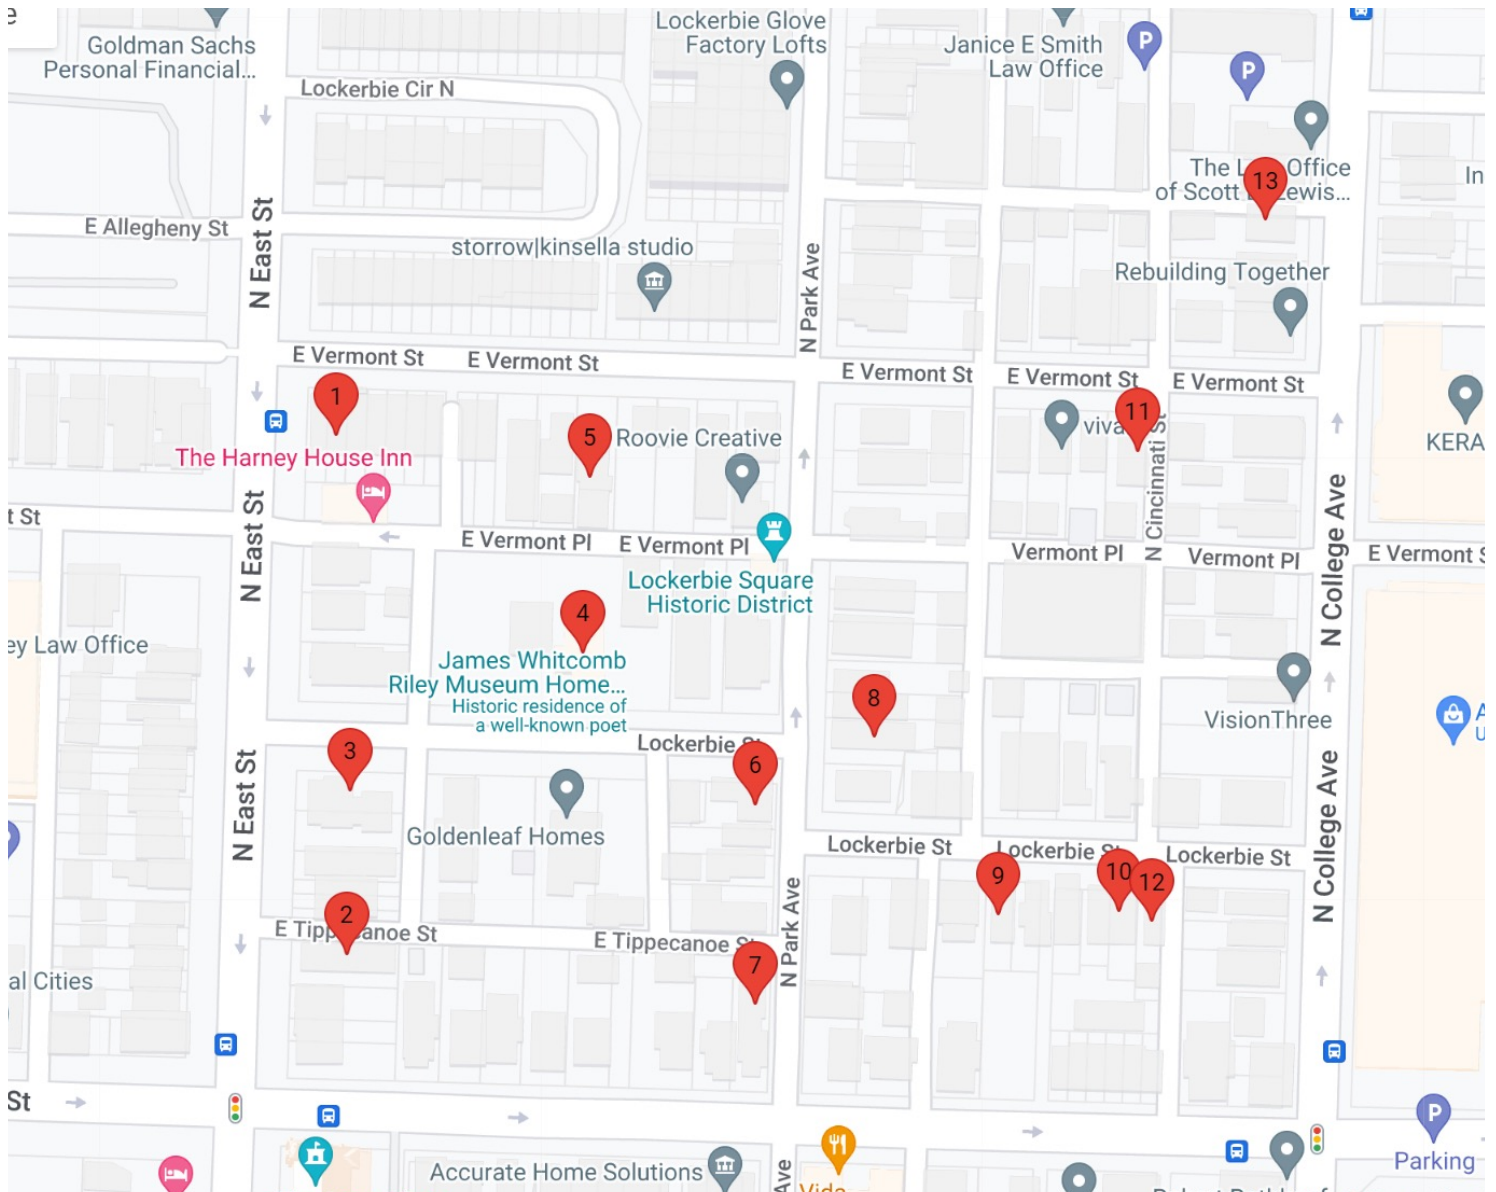 e
Goldman Sachs
Personal Financial...
Lockerbie Glove
Factory Lofts
Janice E Smith
Law Office
P
P
Lockerbie Cir N
The L Office
of Scott Lewis...
13
In
E Allegheny St
N East St
storrow|kinsella studio
N Park Ave
Rebuilding Together
E Vermont St
E Vermont St
E Vermont St
E Vermont St
E Vermont St
1
5
Roovie Creative
viva
11
KERA
The Harney House Inn
N Cincinnati St
t St
N East St
E Vermont Pl
E Vermont Pl
Vermont Pl
Vermont Pl
E Vermont S
N College Ave
Lockerbie Square
Historic District
4
ey Law Office
James Whitcomb
Riley Museum Home...
Historic residence of
a well-known poet
8
VisionThree
A
U
3
Lockerbie St
6
N East St
Goldenleaf Homes
N College Ave
Lockerbie St
Lockerbie St
Lockerbie St
9
10
12
2
E Tippecanoe St
E Tippecanoe St
N Park Ave
7
al Cities
St
P
Accurate Home Solutions
Ave
Vida
Parking